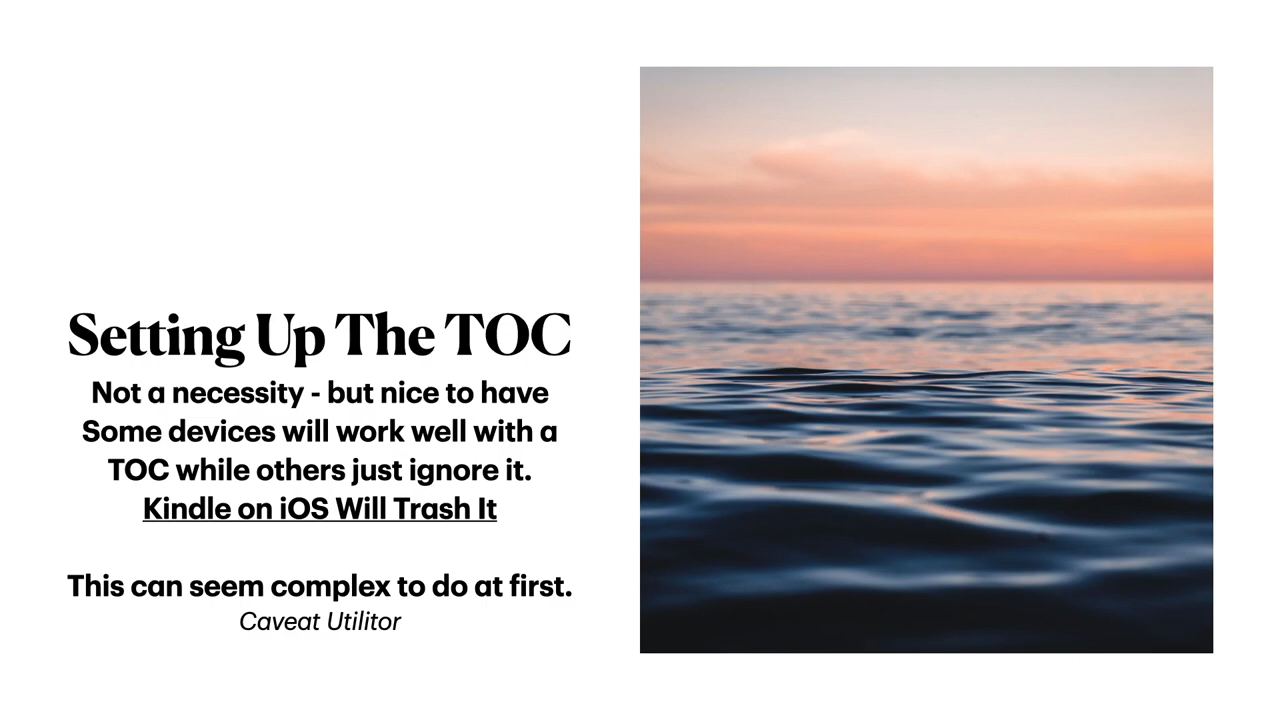 Setting Up The TOC
Not a necessity - but nice to have
Some devices will work well with a
TOC while others just ignore it.
Kindle on iOS Will Trash It
This can seem complex to do at first.
Caveat Utilitor